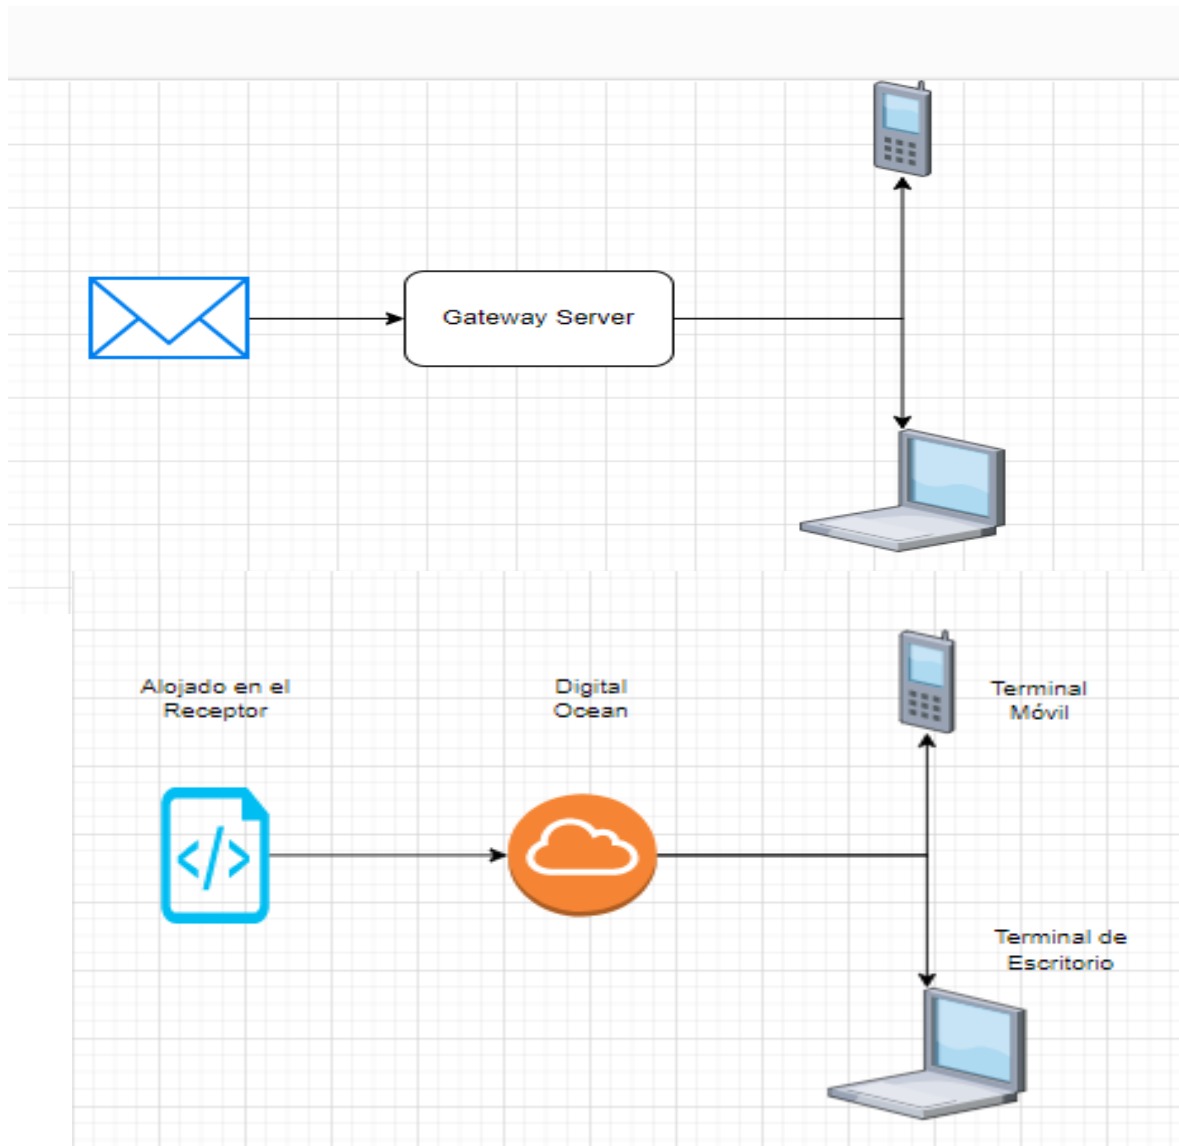 Gateway Server
Alojado en el
Receptor
Digital
Ocean
Terminal
Móvil
</>
Terminal de
Escritorio